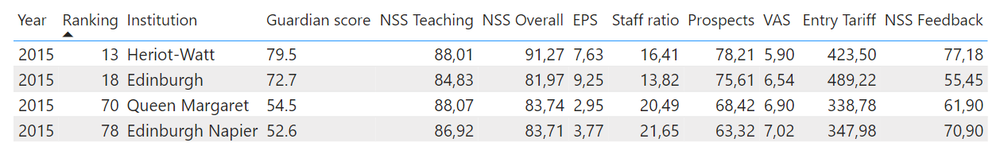 Year Ranking Institution Guardian score NSS Teaching NSS Overall EPS Staff ratio Prospects VAS Entry Tariff NSS Feedback
2015 13 Heriot-Watt 79.5 88,01 91,27 7,63 16,41 78,21 5,90 423,50 77,18
2015 18 Edinburgh 72.7 84,83 81,97 9,25 13,82 75,61 6,54 489,22 55,45
2015 70 Queen Margaret 54.5 88,07 83,74 2,95 20,49 68,42 6,90 338,78 61,90
2015 78 Edinburgh Napier 52.6 86,92 83,71 3,77 21,65 63,32 7,02 347,98 70,90